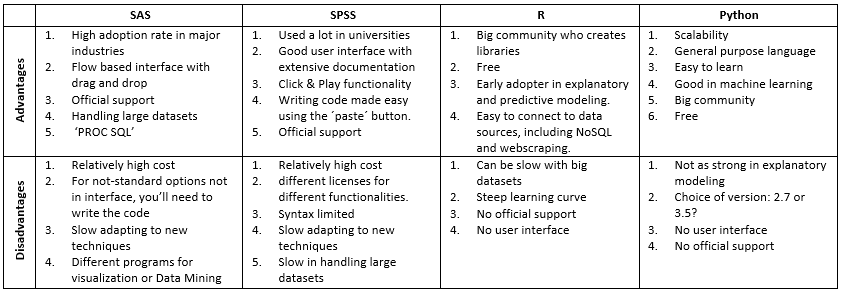 SAS
SPSS
R
Python
Advantages
1. High adoption rate in major
industries
2. Flow based interface with
drag and drop
3. Official support
4. Handling large datasets
5. ‘PROC SQL’
1. Used a lot in universities
2. Good user interface with
extensive documentation
3. Click & Play functionality
4. Writing code made easy
using the ´paste´ button.
5. Official support
1. Big community who creates
libraries
2. Free
3. Early adopter in explanatory
and predictive modeling.
4. Easy to connect to data
sources, including NoSQL
and webscraping.
1. Scalability
2. General purpose language
3. Easy to learn
4. Good in machine learning
5. Big community
6. Free
Disadvantages
1. Relatively high cost
2. For not-standard options not
in interface, you’ll need to
write the code
3. Slow adapting to new
techniques
4. Different programs for
visualization or Data Mining
1. Relatively high cost
2. different licenses for
different functionalities.
3. Syntax limited
4. Slow adapting to new
techniques
5. Slow in handling large
datasets
1. Can be slow with big
datasets
2. Steep learning curve
3. No official support
4. No user interface
1. Not as strong in explanatory
modeling
2. Choice of version: 2.7 or
3.5?
3. No user interface
4. No official support